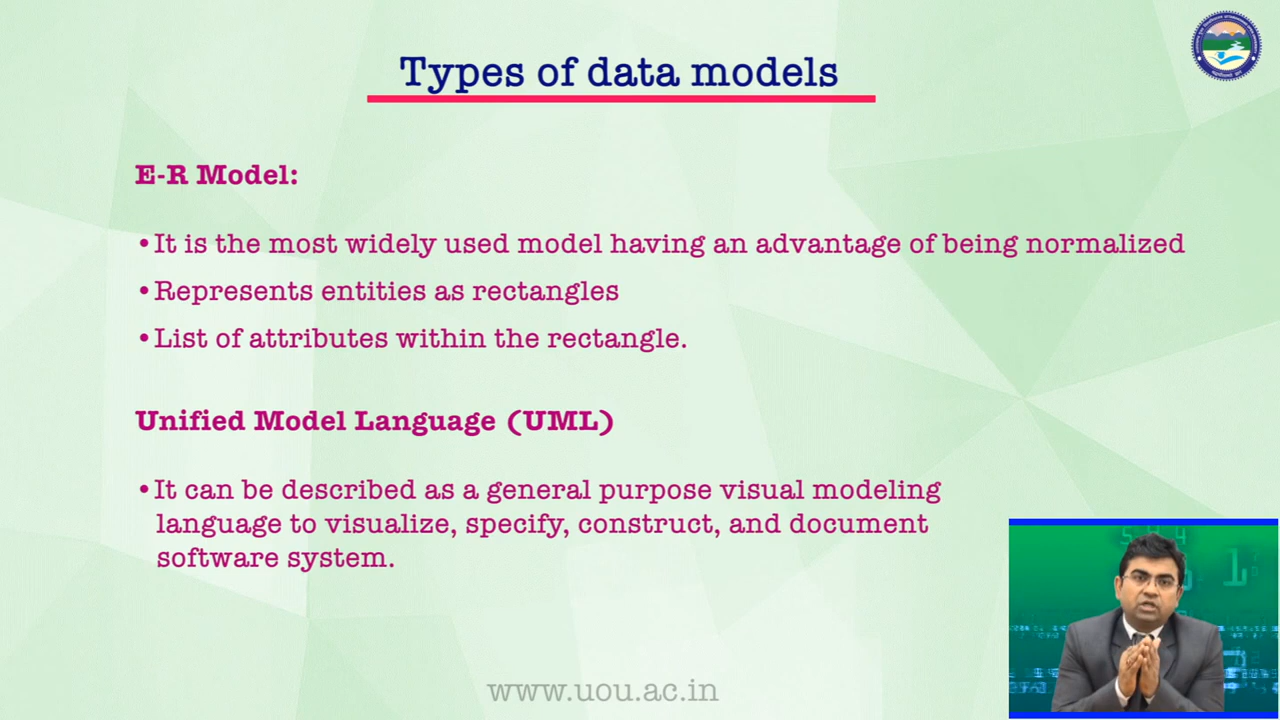 Types of data models
E-R Model:
•It is the most widely used model having an advantage of being normalized
•Represents entities as rectangles
•List of attributes within the rectangle.
Unified Model Language (UML)
•It can be described as a general purpose visual modeling
language to visualize, specify, construct, and document
software system.
www.uou.ac.in